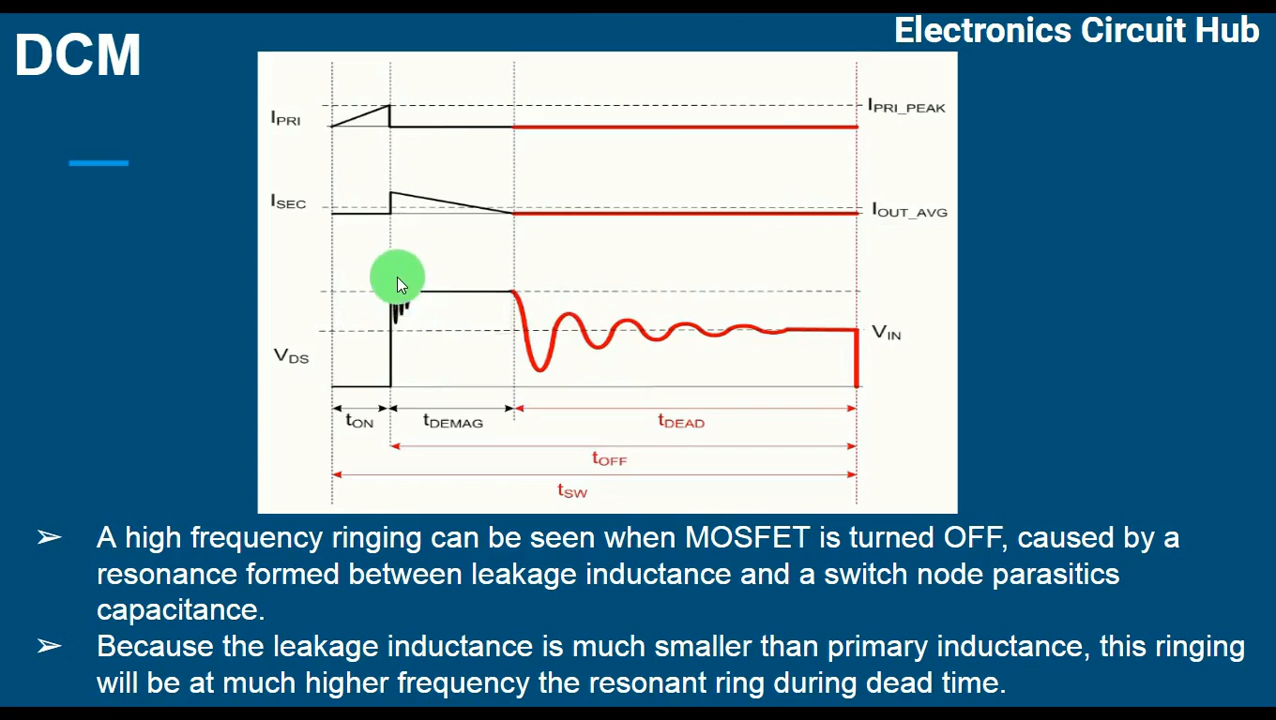 Electronics Circuit Hub
DCM
IPRI
IPRI_PEAK
ISEC
IOUT_AVG
VIN
VDS
tON
tDEMAG
tDEAD
tOFF
tSW
➢ A high frequency ringing can be seen when MOSFET is turned OFF, caused by a
resonance formed between leakage inductance and a switch node parasitics
capacitance.
➢ Because the leakage inductance is much smaller than primary inductance, this ringing
will be at much higher frequency the resonant ring during dead time.